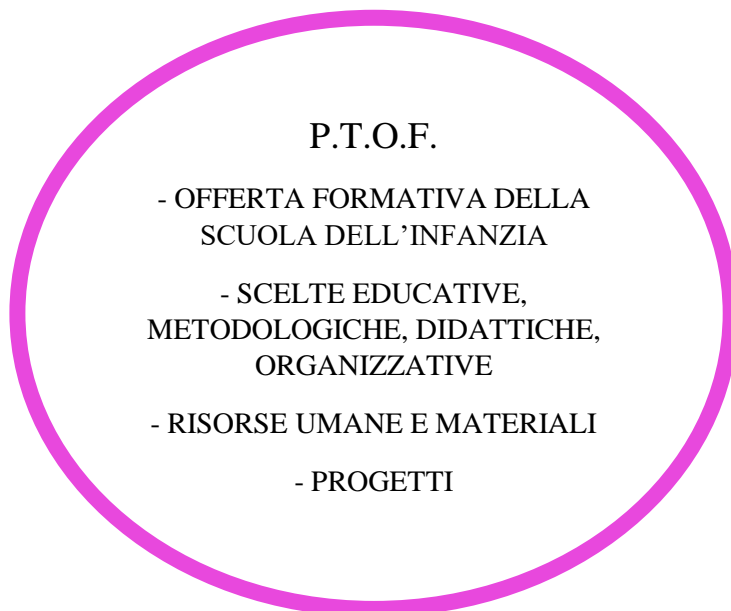 P.T.O.F.
- OFFERTA FORMATIVA DELLA
SCUOLA DELL’INFANZIA
- SCELTE EDUCATIVE,
METODOLOGICHE, DIDATTICHE,
ORGANIZZATIVE
- RISORSE UMANE E MATERIALI
- PROGETTI